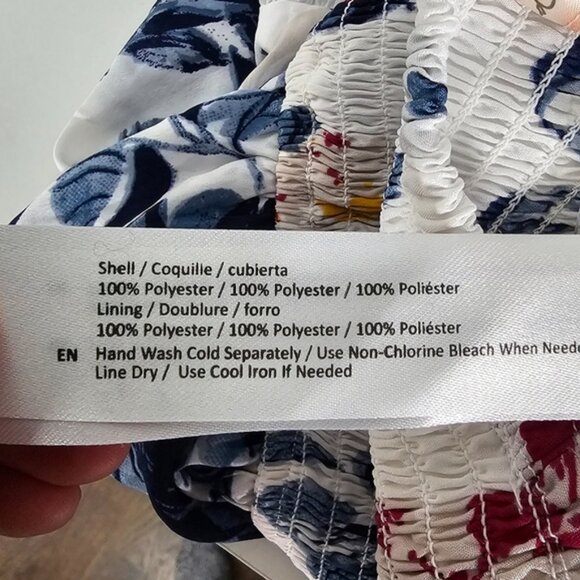 Shell / Coquille / cubierta
100% Polyester / 100% Polyester / 100% Poliéster
Lining / Doublure / forro
100% Polyester / 100% Polyester / 100% Poliéster
EN Hand Wash Cold Separately / Use Non-Chlorine Bleach When Neede
Line Dry / Use Cool Iron If Needed